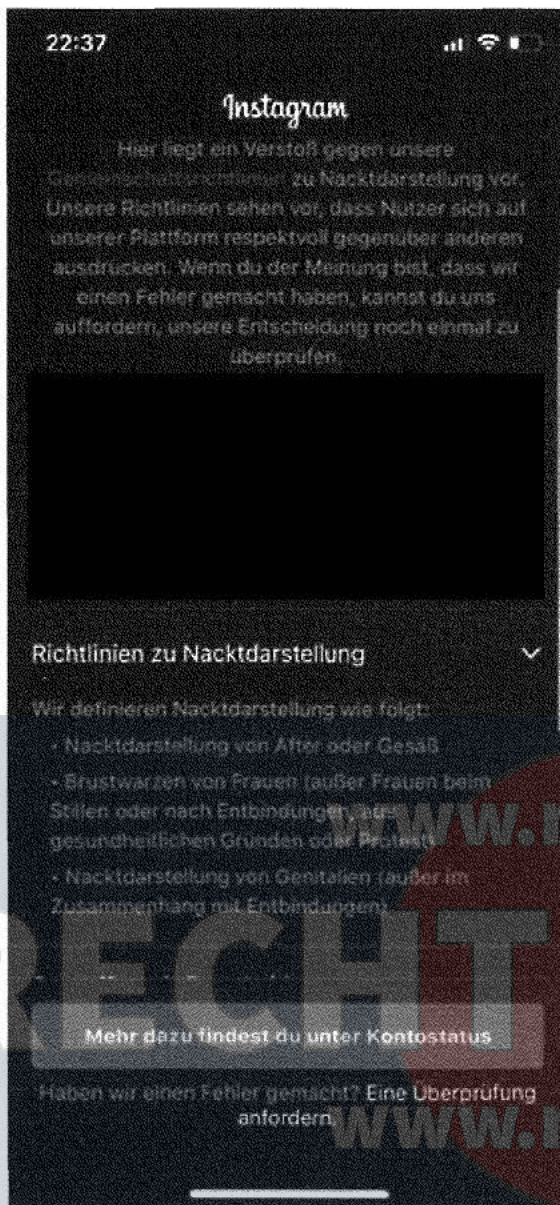 22:37
Instagram
Hier liegt ein Verstoß gegen unsere
Gemeinschaftsrichtlinien zu Nacktdarstellung vor.
Unsere Richtlinien sehen vor, dass Nutzer sich auf
unserer Plattform respektvoll gegenüber anderen
ausdrücken. Wenn du der Meinung bist, dass wir
einen Fehler gemacht haben, kannst du uns
auffordern, unsere Entscheidung noch einmal zu
überprüfen.
Richtlinien zu Nacktdarstellung
Wir definieren Nacktdarstellung wie folgt:
• Nacktdarstellung von After oder Gesäß
• Brustwarzen von Frauen (außer Frauen beim
Stillen oder nach Entbindungen, aus
gesundheitlichen Gründen oder Protest)
www.
• Nacktdarstellung von Genitalien (außer im
Zusammenhang mit Entbindungen)
RECHT
Mehr dazu findest du unter Kontostatus
Haben wir einen Fehler gemacht? Eine Überprüfung
anfordern.
www.